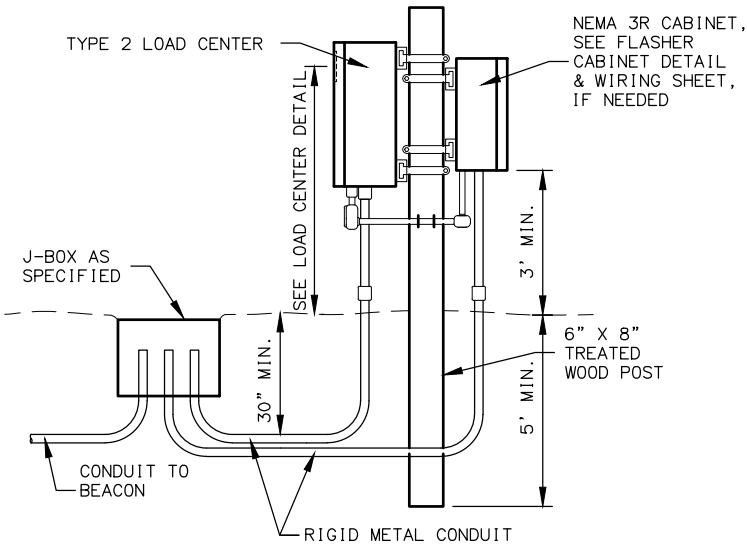 TYPE 2 LOAD CENTER
NEMA 3R CABINET,
SEE FLASHER
CABINET DETAIL
& WIRING SHEET,
IF NEEDED
SEE LOAD CENTER DETAIL
3' MIN.
J-BOX AS
SPECIFIED
30" MIN.
6" X 8"
TREATED
WOOD POST
5' MIN.
CONDUIT TO
BEACON
RIGID METAL CONDUIT